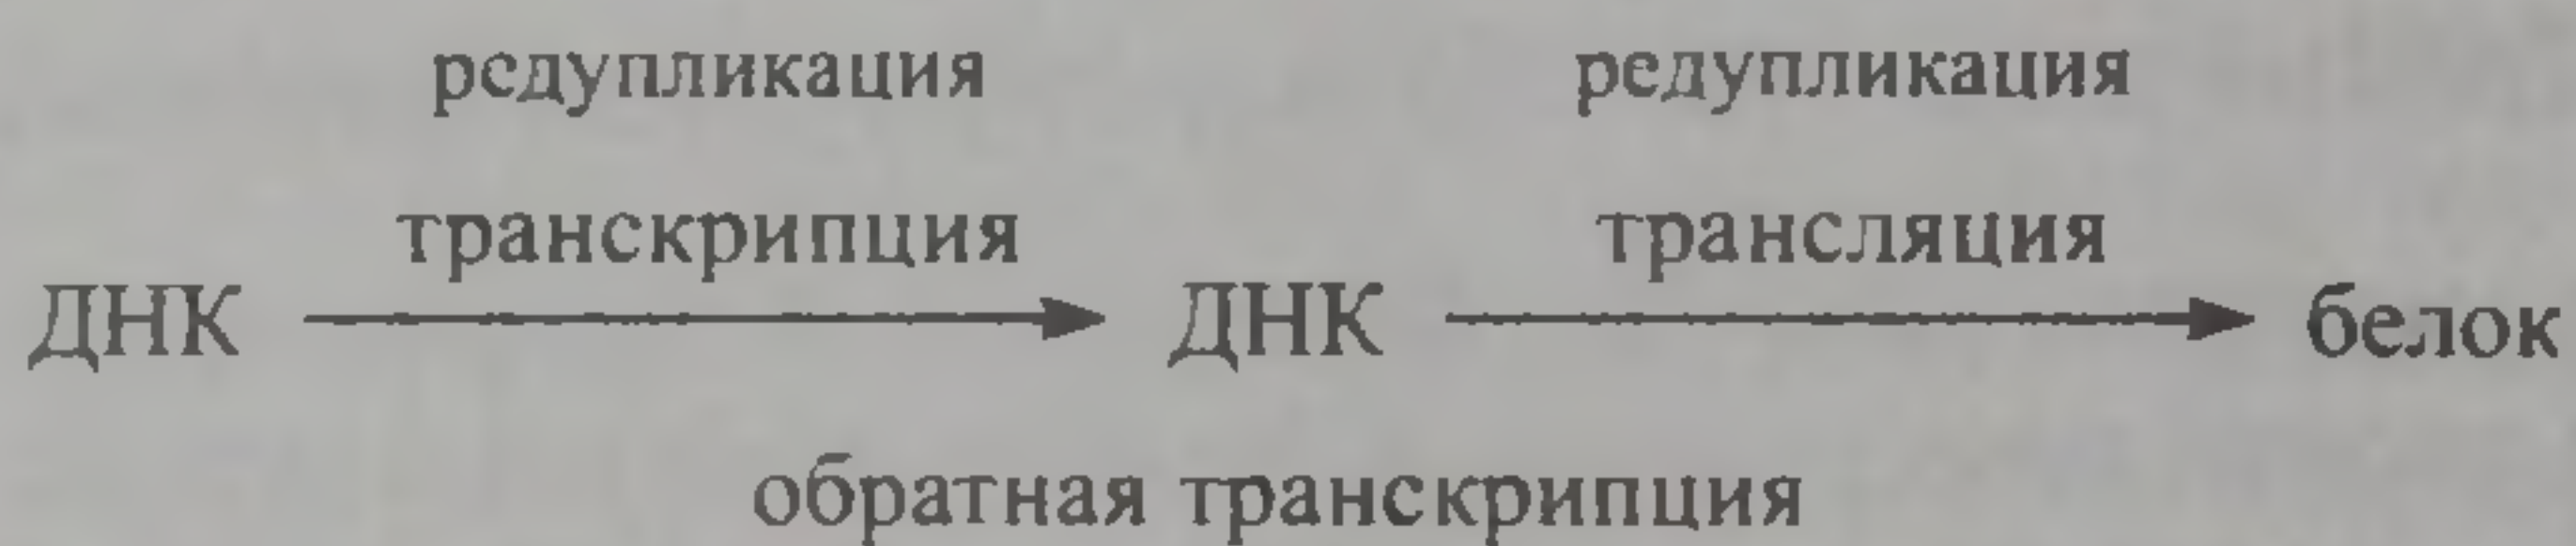 редупликация редупликация
транскрипция трансляция
ДНК ДНК белок
обратная транскрипция